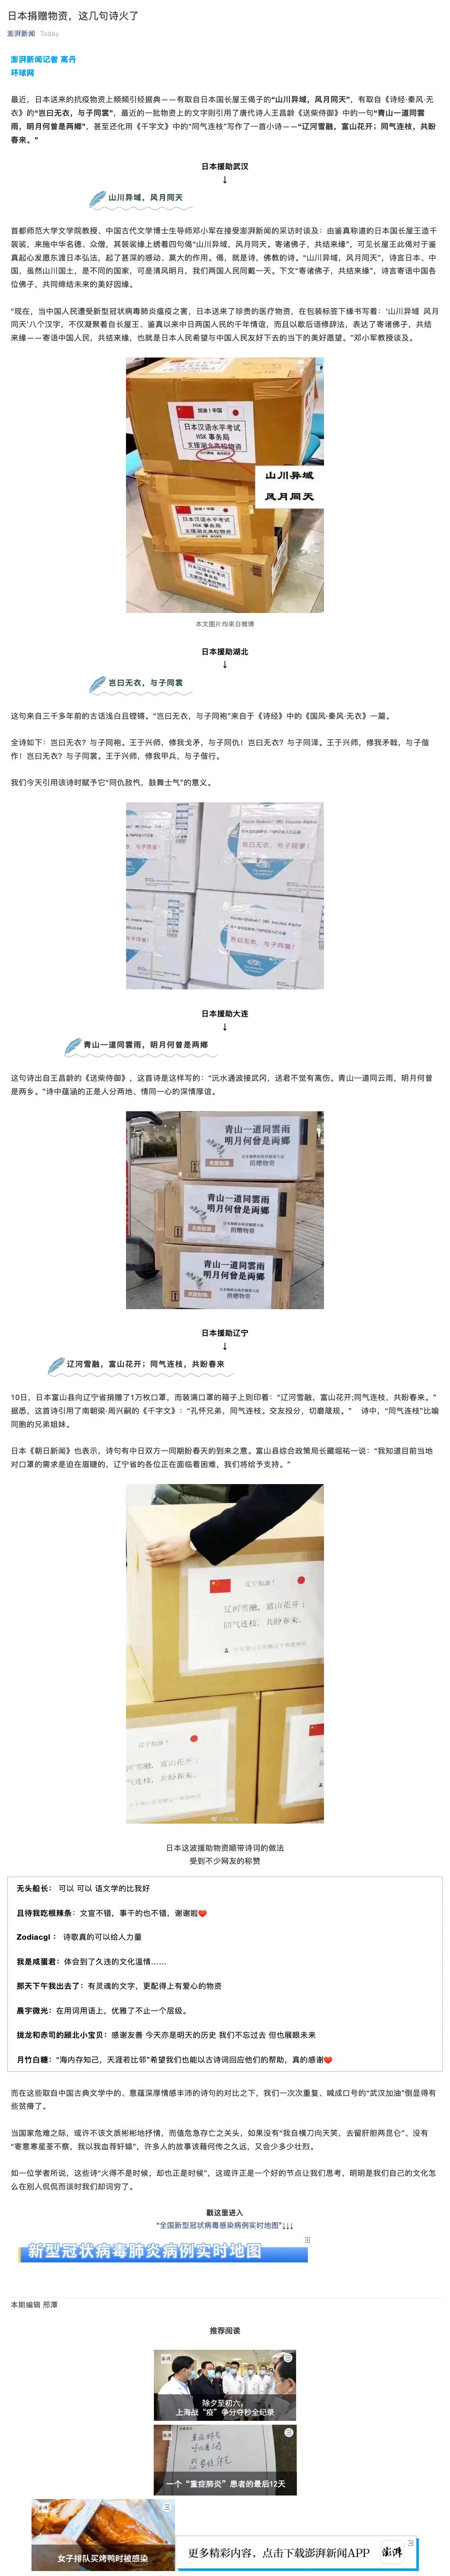 日本捐赠物资，这几句诗火了
澎湃新闻 Today
澎湃新闻记者 高丹
环球网
最近，日本送来的抗疫物资上频频引经据典——有取自日本国长屋王偈子的“山川异域，风月同天”，有取自《诗经·秦风·无
衣》的“岂曰无衣，与子同裳”，最近的一批物资上的文字则引用了唐代诗人王昌龄《送柴侍御》中的一句“青山一道同雲
雨，明月何曾是两鄉”，甚至还化用《千字文》中的“同气连枝”写作了一首小诗——“辽河雪融，富山花开；同气连枝，共盼
春来。”
日本援助武汉
↓
山川异域，风月同天
首都师范大学文学院教授、中国古代文学博士生导师邓小军在接受澎湃新闻的采访时谈及：由鉴真称道的日本国长屋王造千
袈裟，来施中华名德、众僧，其袈裟缘上绣着四句偈“山川异域，风月同天。寄诸佛子，共结来缘”，可见长屋王此偈对于鉴
真起心发愿东渡日本弘法，起了甚深的感动、莫大的作用。偈，就是诗，佛教的诗。“山川异域，风月同天”，诗言日本、中
国，虽然山川国土，是不同的国家，可是清风明月，我们两国人民同戴一天。下文“寄诸佛子，共结来缘”，诗言寄语中国各
位佛子，共同缔结未来的美好因缘。
“现在，当中国人民遭受新型冠状病毒肺炎瘟疫之害，日本送来了珍贵的医疗物资，在包装标签下缘书写着：‘山川异域 风月
同天’八个汉字，不仅凝聚着自长屋王、鉴真以来中日两国人民的千年情谊，而且以歇后语修辞法，表达了寄诸佛子，共结
来缘——寄语中国人民，共结来缘，也就是日本人民希望与中国人民友好下去的当下的美好愿望。”邓小军教授谈及。
加油！中国
日本汉语水平考试
HSK 事务局
支援湖北高校物资
山川异域
风月同天
加油！中国
日本汉语水平考试
HSK 事务局
支援湖北高校物资
本文图片均来自微博
日本援助湖北
↓
岂曰无衣，与子同裳
这句来自三千多年前的古话浅白且铿锵。“岂曰无衣，与子同袍”来自于《诗经》中的《国风·秦风·无衣》一篇。
全诗如下：岂曰无衣？与子同袍。王于兴师，修我戈矛，与子同仇！岂曰无衣？与子同泽。王于兴师，修我矛戟，与子偕
作！岂曰无衣？与子同裳。王于兴师，修我甲兵，与子偕行。
我们今天引用该诗时赋予它“同仇敌忾，鼓舞士气”的意义。
岂曰无衣，与子同裳！
岂曰无衣，与子同裳！
日本援助大连
↓
青山一道同雲雨，明月何曾是两鄉
这句诗出自王昌龄的《送柴侍御》，这首诗是这样写的：“沅水通波接武冈，送君不觉有离伤。青山一道同云雨，明月何曾
是两乡。”诗中蕴涵的正是人分两地、情同一心的深情厚谊。
青山一道同雲雨
明月何曾是两鄉
大连加油
捐赠物资
青山一道同雲雨
明月何曾是两鄉
捐赠物资
青山一道同雲雨
明月何曾是两鄉
捐赠物资
日本援助辽宁
↓
辽河雪融，富山花开；同气连枝，共盼春来
10日，日本富山县向辽宁省捐赠了1万枚口罩，而装满口罩的箱子上则印着：“辽河雪融，富山花开;同气连枝，共盼春来。”
据悉，这首诗引用了南朝梁·周兴嗣的《千字文》：“孔怀兄弟，同气连枝。交友投分，切磨箴规。” 诗中，“同气连枝”比喻
同胞的兄弟姐妹。
日本《朝日新闻》也表示，诗句有中日双方一同期盼春天的到来之意。富山县综合政策局长藏堀祐一说：“我知道目前当地
对口罩的需求是迫在眉睫的，辽宁省的各位正在面临着困难，我们将给予支持。”
辽宁加油！
辽河雪融，富山花开；
同气连枝，共盼春来。
日本这波援助物资顺带诗词的做法
受到不少网友的称赞
无头船长： 可以 可以 语文学的比我好
且待我吃根辣条：文宣不错，事干的也不错，谢谢啦❤️
Zodiacgl ： 诗歌真的可以给人力量
我是咸蛋君：体会到了久违的文化温情……
那天下午我出去了：有灵魂的文字，更配得上有爱心的物资
晨宇微光：在用词用语上，优雅了不止一个层级。
拢龙和赤司的顾北小宝贝：感谢友善 今天亦是明天的历史 我们不忘过去 但也展眼未来
月竹白糖：“海内存知己，天涯若比邻”希望我们也能以古诗词回应他们的帮助，真的感谢❤️
而在这些取自中国古典文学中的、意蕴深厚情感丰沛的诗句的对比之下，我们一次次重复、喊成口号的“武汉加油”倒显得有
些贫瘠了。
当国家危难之际，或许不该文质彬彬地抒情，而值危急存亡之关头，如果没有“我自横刀向天笑，去留肝胆两昆仑”、没有
“寄意寒星荃不察，我以我血荐轩辕”，许多人的故事该藉何传之久远，又会少多少壮烈。
如一位学者所说，这些诗“火得不是时候，却也正是时候”，这或许正是一个好的节点让我们思考，明明是我们自己的文化怎
么在别人侃侃而谈时我们却词穷了。
戳这里进入
“全国新型冠状病毒感染病例实时地图”↓↓↓
新型冠状病毒肺炎病例实时地图
本期编辑 邢潭
推荐阅读
除夕至初六，
上海战“疫”争分夺秒全纪录
一个“重症肺炎”患者的最后12天
女子排队买烤鸭时被感染
更多精彩内容，点击下载澎湃新闻APP
澎湃